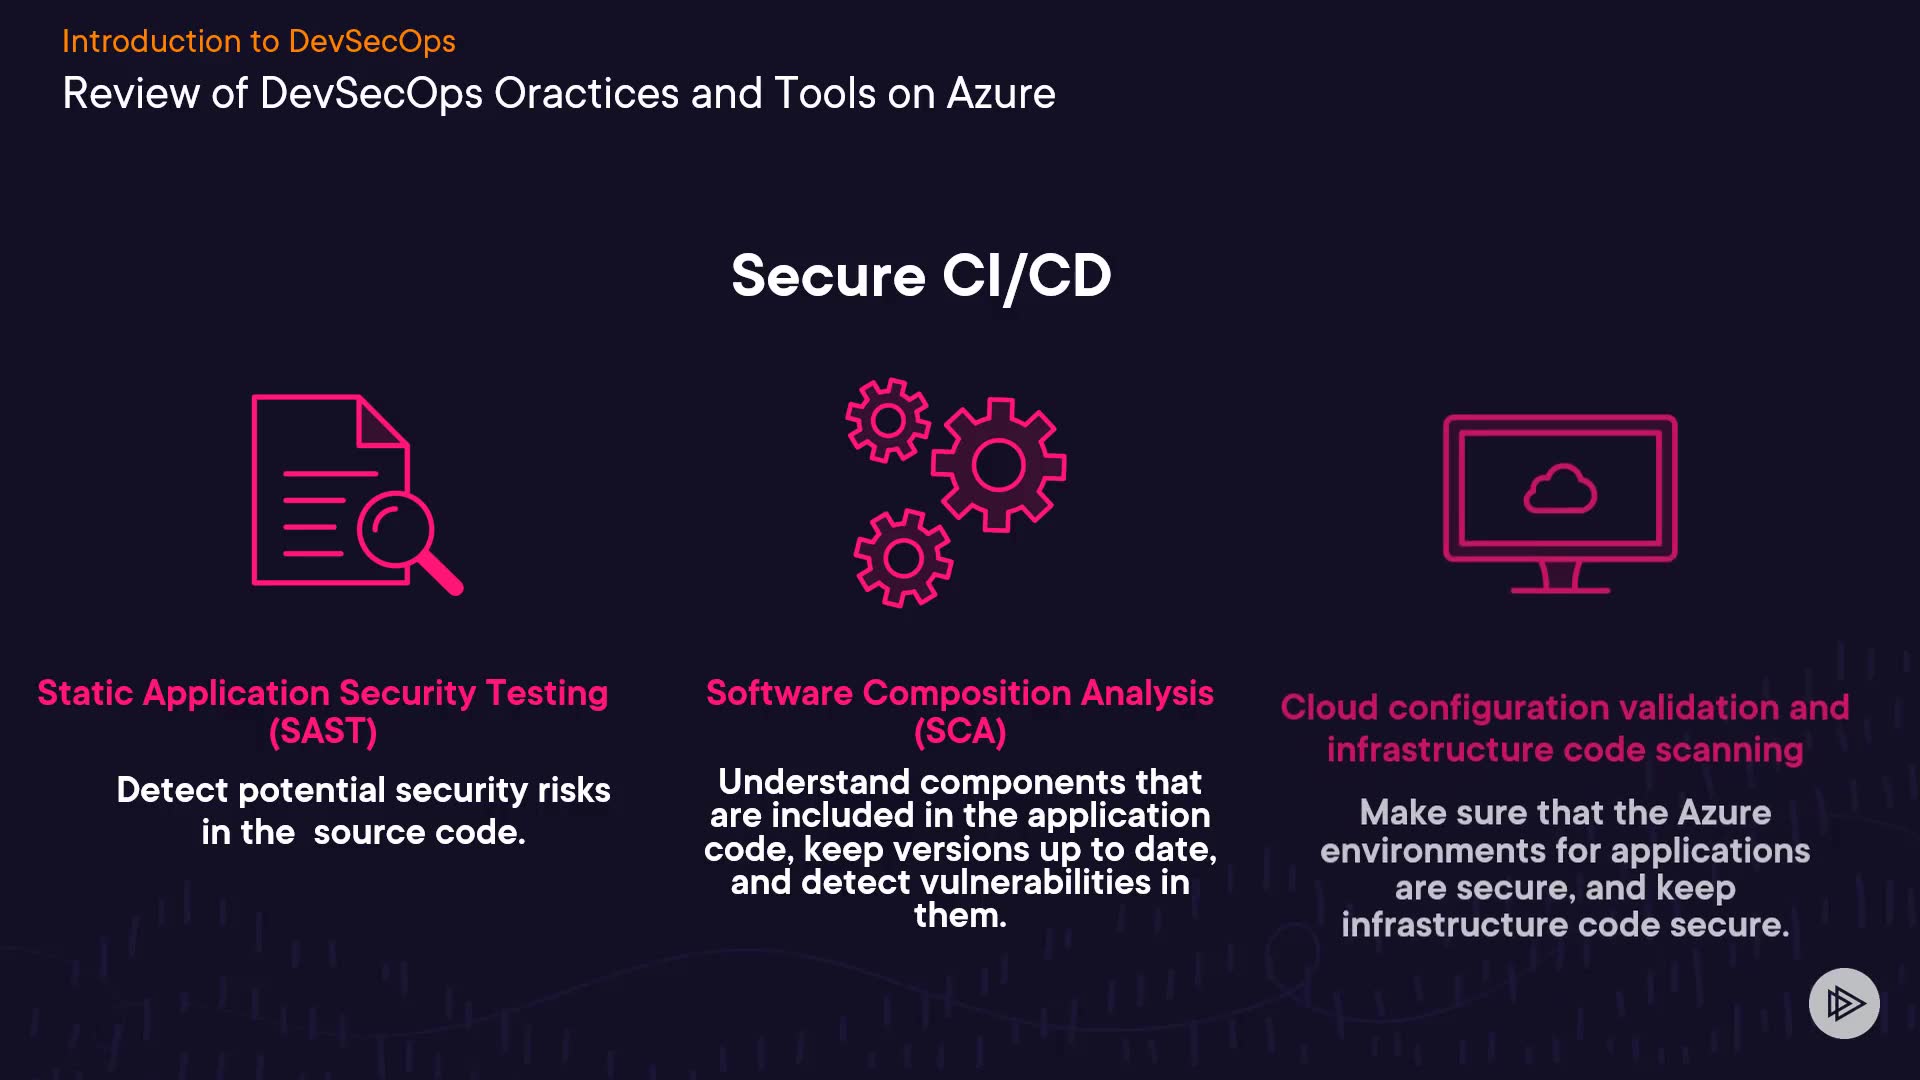 Introduction to DevSecOps
Review of DevSecOps Oractices and Tools on Azure
Secure CI/CD
Static Application Security Testing
(SAST)
Detect potential security risks
in the  source code.
Software Composition Analysis
(SCA)
Understand components that
are included in the application
code, keep versions up to date,
and detect vulnerabilities in
them.
Cloud configuration validation and
infrastructure code scanning
Make sure that the Azure
environments for applications
are secure, and keep
infrastructure code secure.